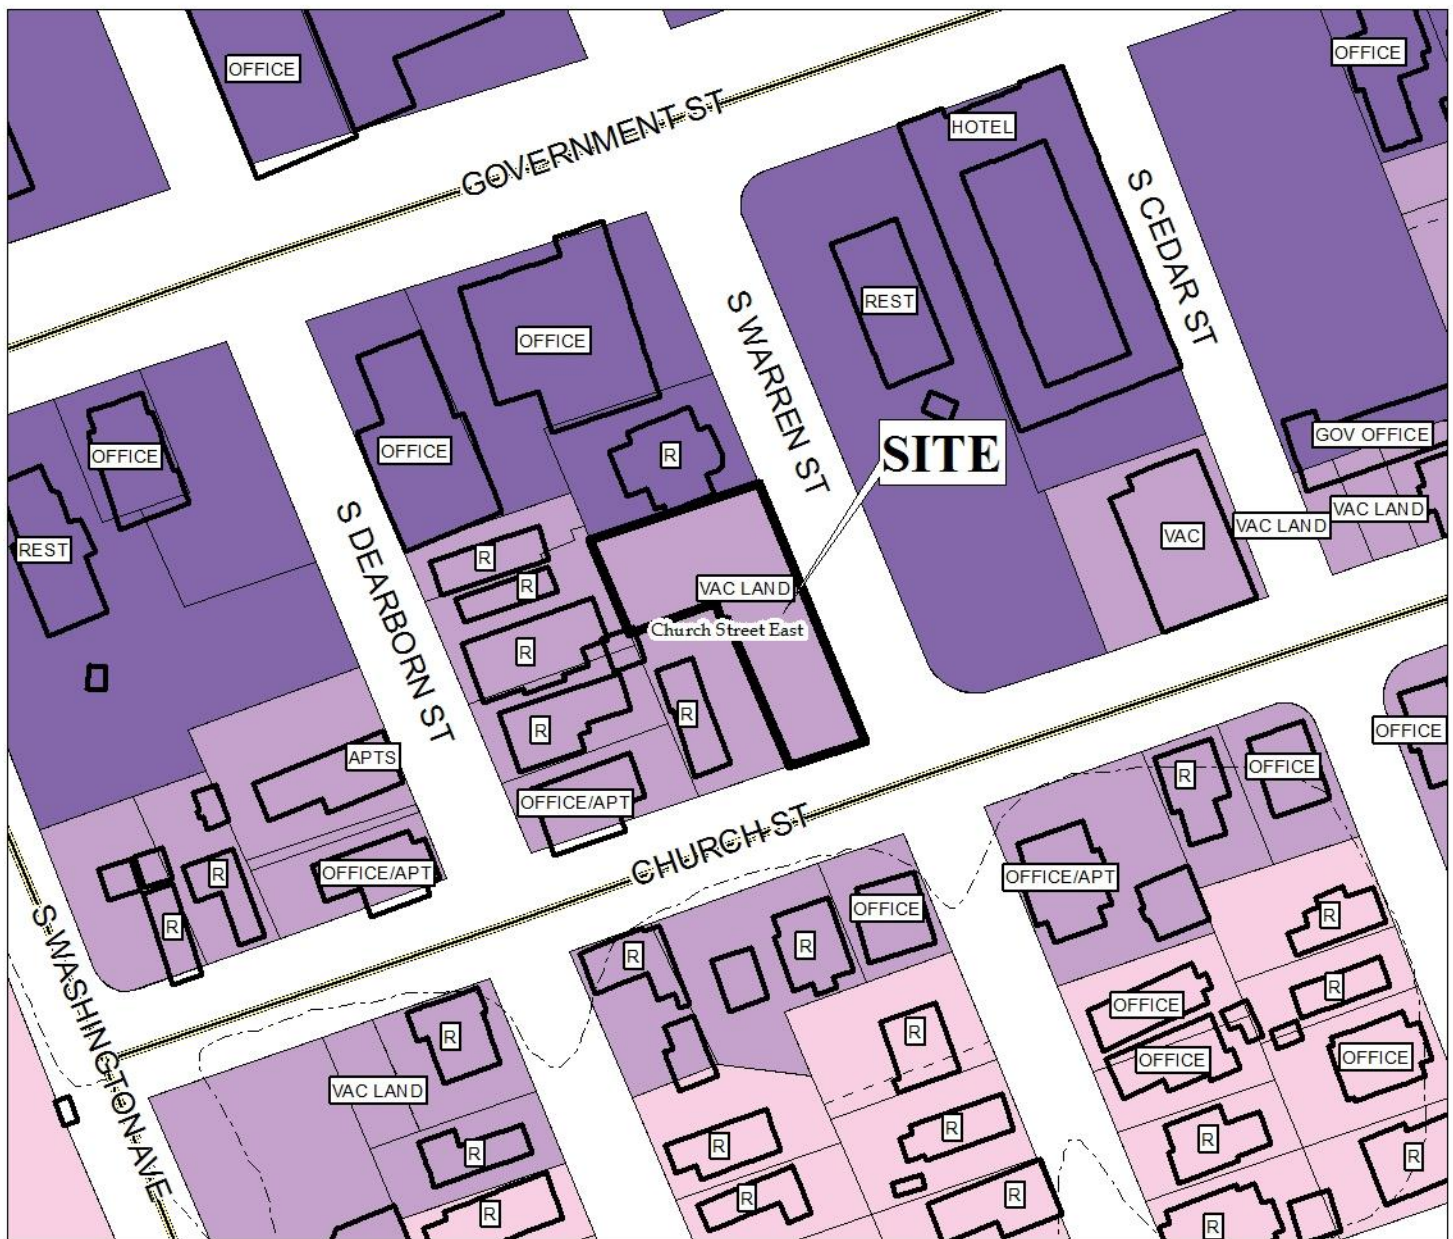 OFFICE
OFFICE
GOVERNMENT ST
HOTEL
S CEDAR ST
REST
OFFICE
S WARREN ST
OFFICE
R
SITE
GOV OFFICE
OFFICE
REST
S DEARBORN ST
VAC LAND
VAC LAND
VAC
R
R
VAC LAND
Church Street East
R
R
R
OFFICE
APTS
OFFICE
R
OFFICE/APT
CHURCH ST
R
OFFICE/APT
OFFICE/APT
OFFICE
R
R
S WASHINGTON AVE
R
R
R
OFFICE
R
OFFICE
R
R
OFFICE
OFFICE
VAC LAND
R
R
R
R
R
R
R
R
R
R